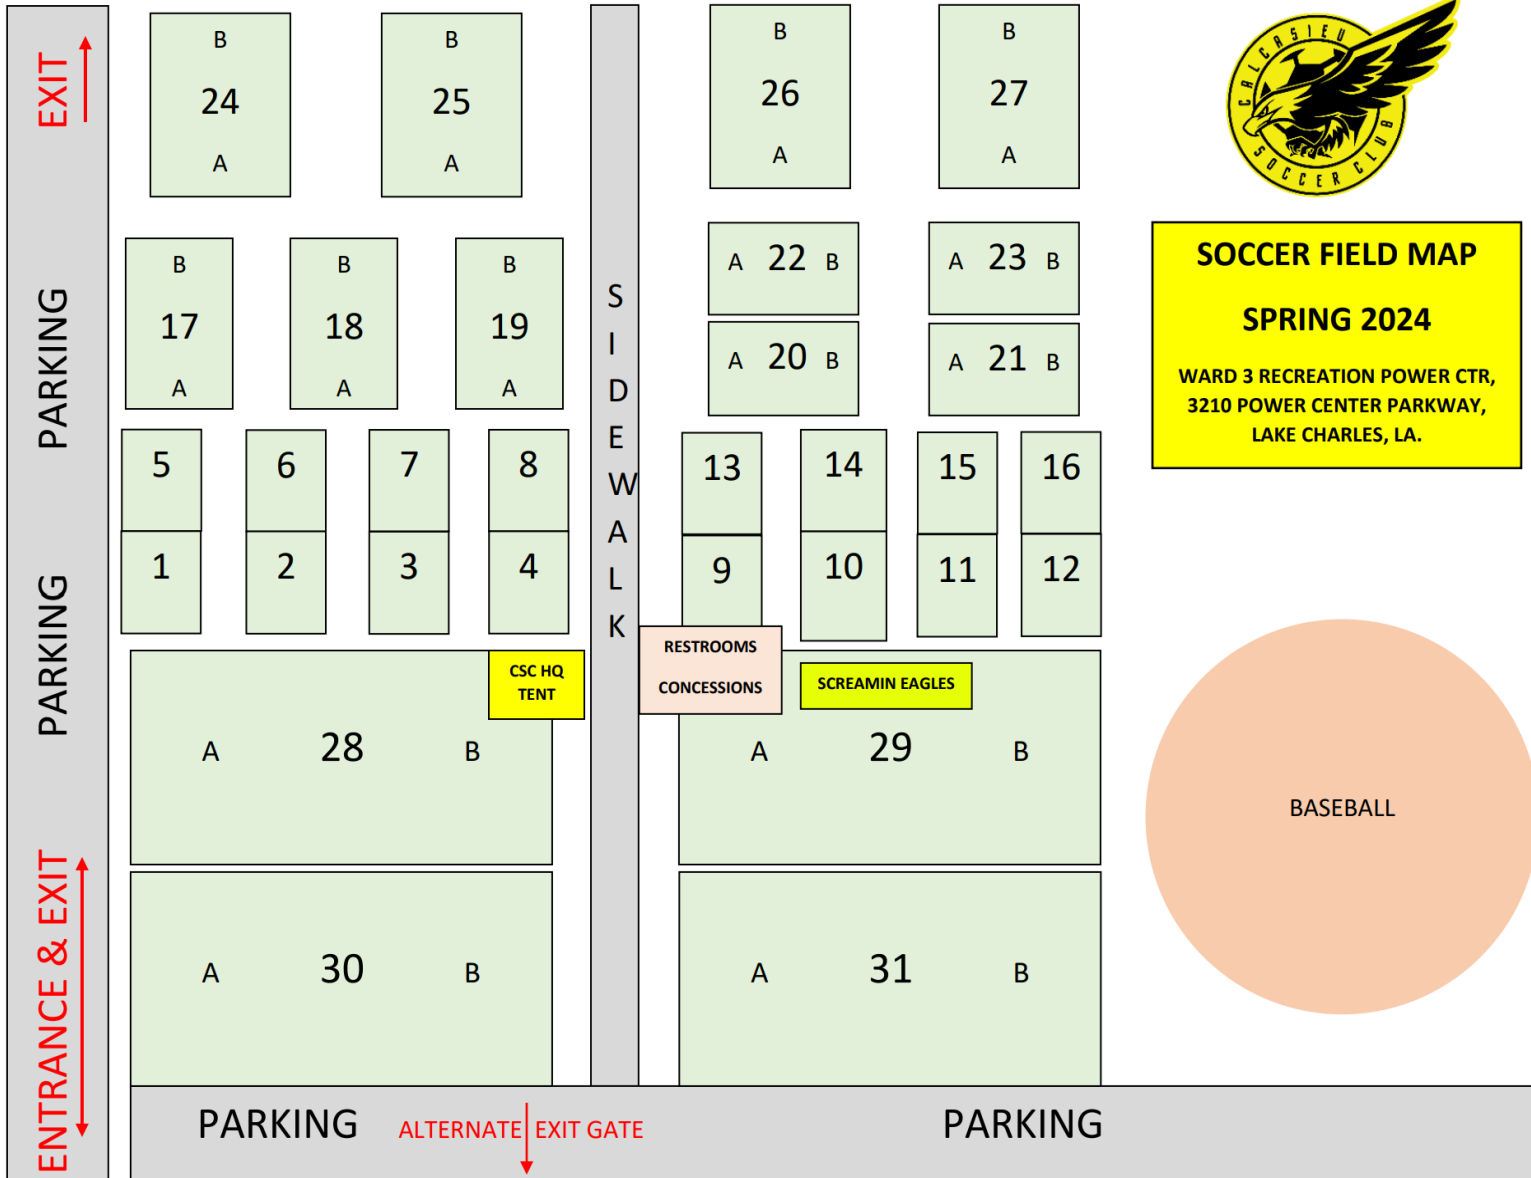 EXIT
B
24
A
B
25
A
B
26
A
B
27
A
CALCASIEU
SOCCER CLUB
SOCCER FIELD MAP
SPRING 2024
WARD 3 RECREATION POWER CTR,
3210 POWER CENTER PARKWAY,
LAKE CHARLES, LA.
PARKING
B
17
A
B
18
A
B
19
A
SIDEWALK
A 22 B
A 23 B
A 20 B
A 21 B
5 6 7 8
13 14 15 16
1 2 3 4
9 10 11 12
PARKING
CSC HQ
TENT
RESTROOMS
CONCESSIONS
SCREAMIN EAGLES
A 28 B
A 29 B
BASEBALL
ENTRANCE & EXIT
A 30 B
A 31 B
PARKING
ALTERNATE EXIT GATE
PARKING